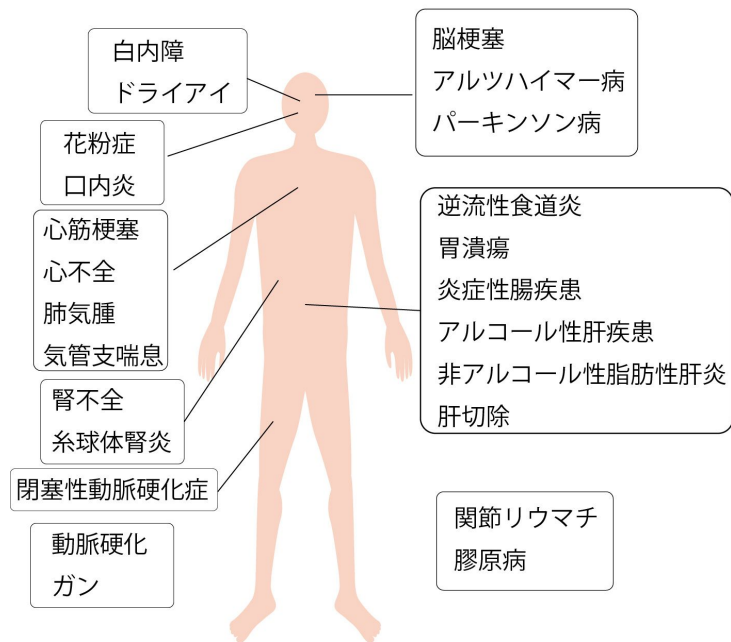 白内障
ドライアイ
花粉症
口内炎
心筋梗塞
心不全
肺気腫
気管支喘息
腎不全
糸球体腎炎
閉塞性動脈硬化症
動脈硬化
ガン
脳梗塞
アルツハイマー病
パーキンソン病
逆流性食道炎
胃潰瘍
炎症性腸疾患
アルコール性肝疾患
非アルコール性脂肪性肝炎
肝切除
関節リウマチ
膠原病